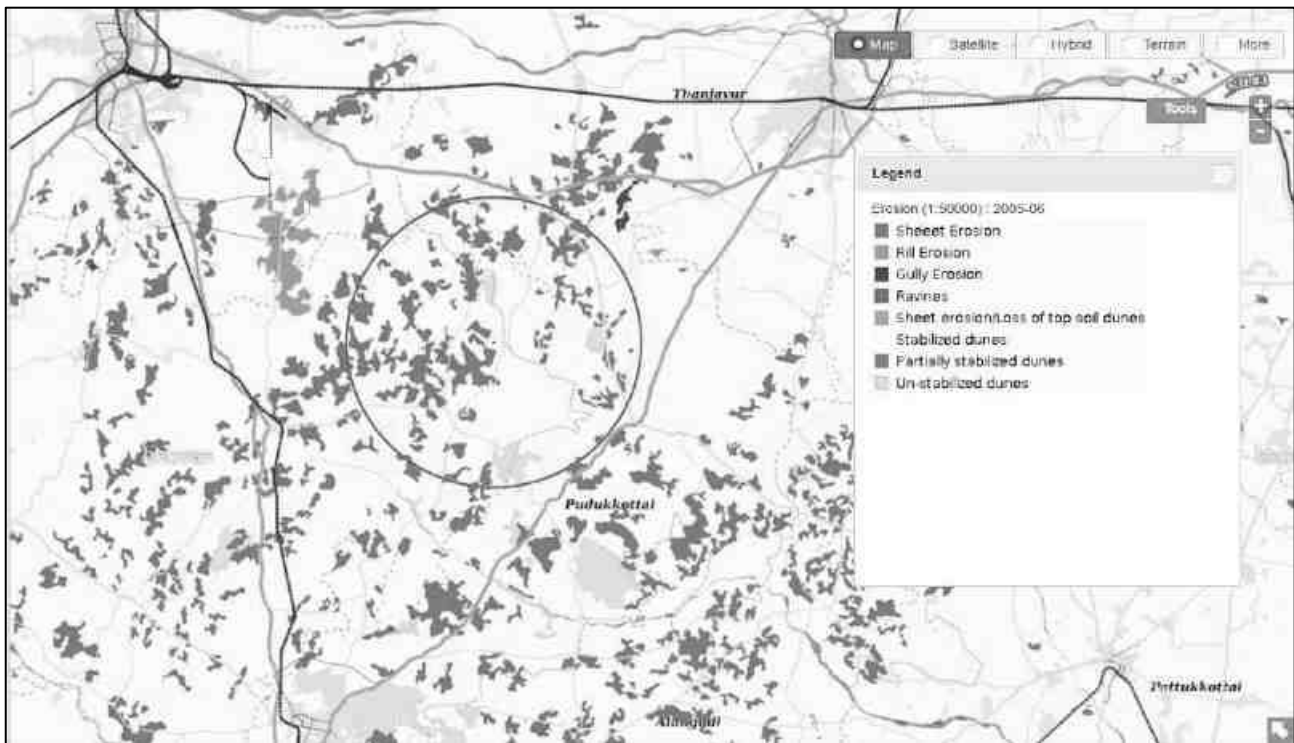 Map Satellite Hybrid Terrain More
Thanjavur
Tools
+
-
Legend
Erosion (1:50000) : 2005-06
Sheeet Erosion
Rill Erosion
Gully Erosion
Ravines
Sheet erosion/Loss of top soil dunes
Stabilized dunes
Partially stabilized dunes
Un-stabilized dunes
Pudukkottai
Pattukkottai
Alangudi